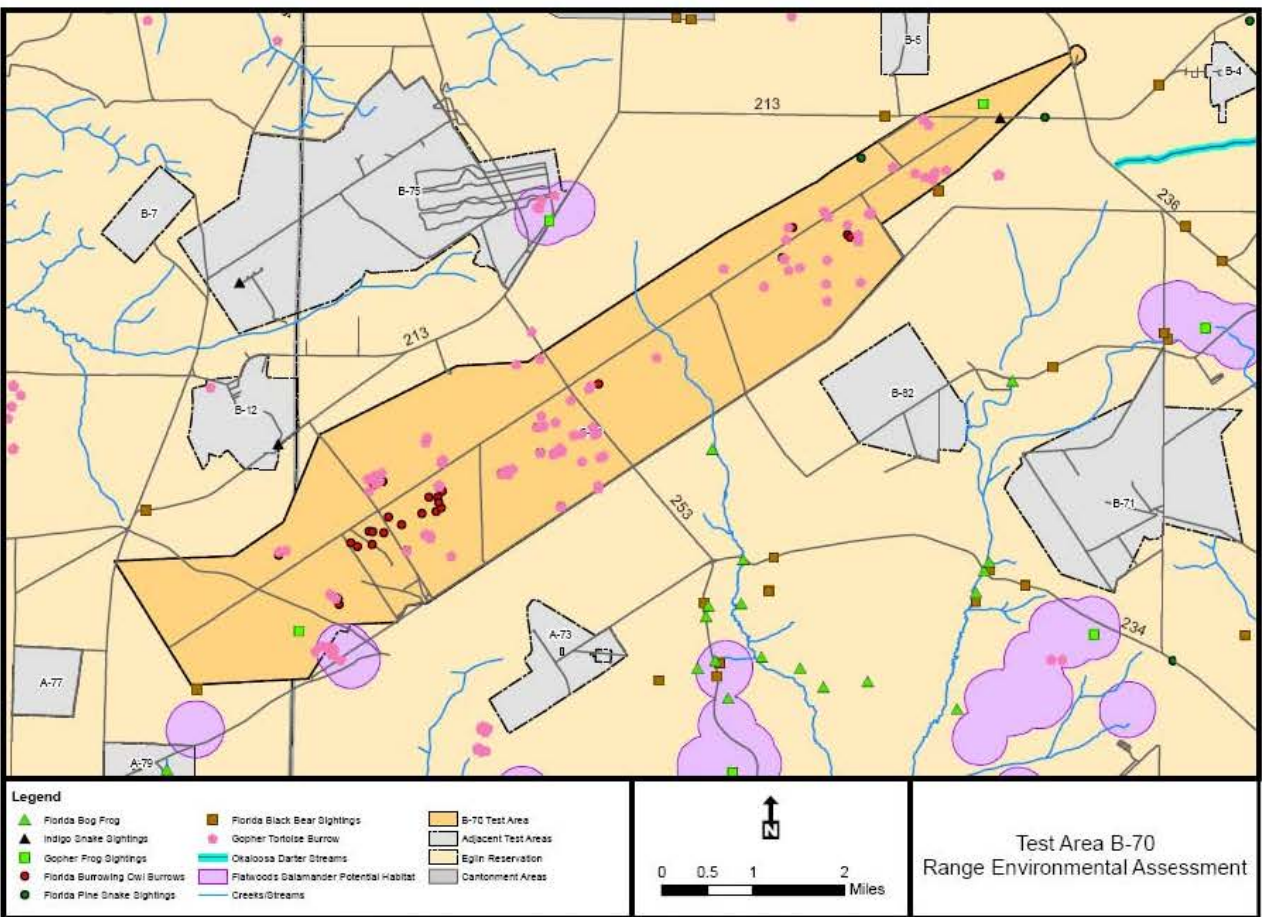 B-5
B-4
213
B-75
B-7
236
213
B-12
B-82
B-71
253
A-73
234
A-77
A-79
Legend
Florida Bog Frog
Indigo Snake Sightings
Gopher Frog Sightings
Florida Burrowing Owl Burrows
Florida Pine Snake Sightings
Florida Black Bear Sightings
Gopher Tortoise Burrow
Okaloosa Darter Streams
Flatwoods Salamander Potential Habitat
Creeks/Streams
B-70 Test Area
Adjacent Test Areas
Eglin Reservation
Cantonment Areas
N
0 0.5 1 2
Miles
Test Area B-70
Range Environmental Assessment